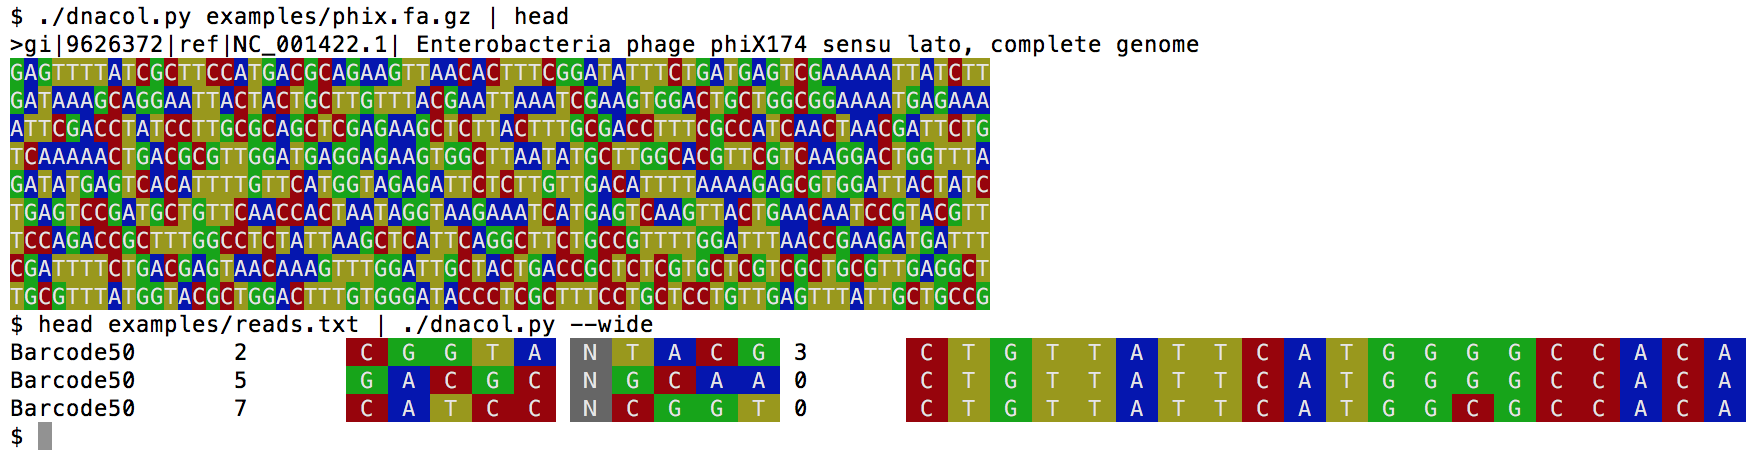 $ ./dnacol.py examples/phix.fa.gz | head
>gi|9626372|ref|NC_001422.1| Enterobacteria phage phiX174 sensu lato, complete genome
GAGTTTTATCGCTTCCATGACGCAGAAGTTAACACTTTCGGATATTTCTGATGAGTCGAAAAATTATCTT
GATAAAGCAGGAATTACTACTGCTTGTTTACGAATTAAATCGAAGTGGACTGCTGGCGGAAAATGAGAAA
ATTCGACCTATCCTTGCGCAGCTCGAGAAGCTCTTACTTTGCGACCTTTCGCCATCAACTAACGATTCTG
TCAAAAACTGACGCGTTGGATGAGGAGAAGTGGCTTAATATGCTTGGCACGTTCGTCAAGGACTGGTTTA
GATATGAGTCACATTTTGTTCATGGTAGAGATTCTCTTGTTGACATTTTAAAAGAGCGTGGATTACTATC
TGAGTCCGATGCTGTTCAACCACTAATAGGTAAGAAATCATGAGTCAAGTTACTGAACAATCCGTACGTT
TCCAGACCGCTTTGGCCTCTATTAAGCTCATTCAGGCTTCTGCCGTTTTGGATTTAACCGAAGATGATTT
CGATTTTCTGACGAGTAACAAAGTTTGGATTGCTACTGACCGCTCTCGTGCTCGTCGCTGCGTTGAGGCT
TGCGTTTATGGTACGCTGGACTTTGTGGGATACCCTCGCTTTCCTGCTCCTGTTGAGTTTATTGCTGCCG
$ head examples/reads.txt | ./dnacol.py --wide
Barcode50 2 C G G T A N T A C G 3 C T G T T A T T C A T G G G G C C A C A
Barcode50 5 G A C G C N G C A A 0 C T G T T A T T C A T G G G G C C A C A
Barcode50 7 C A T C C N C G G T 0 C T G T T A T T C A T G G C G C C A C A
$